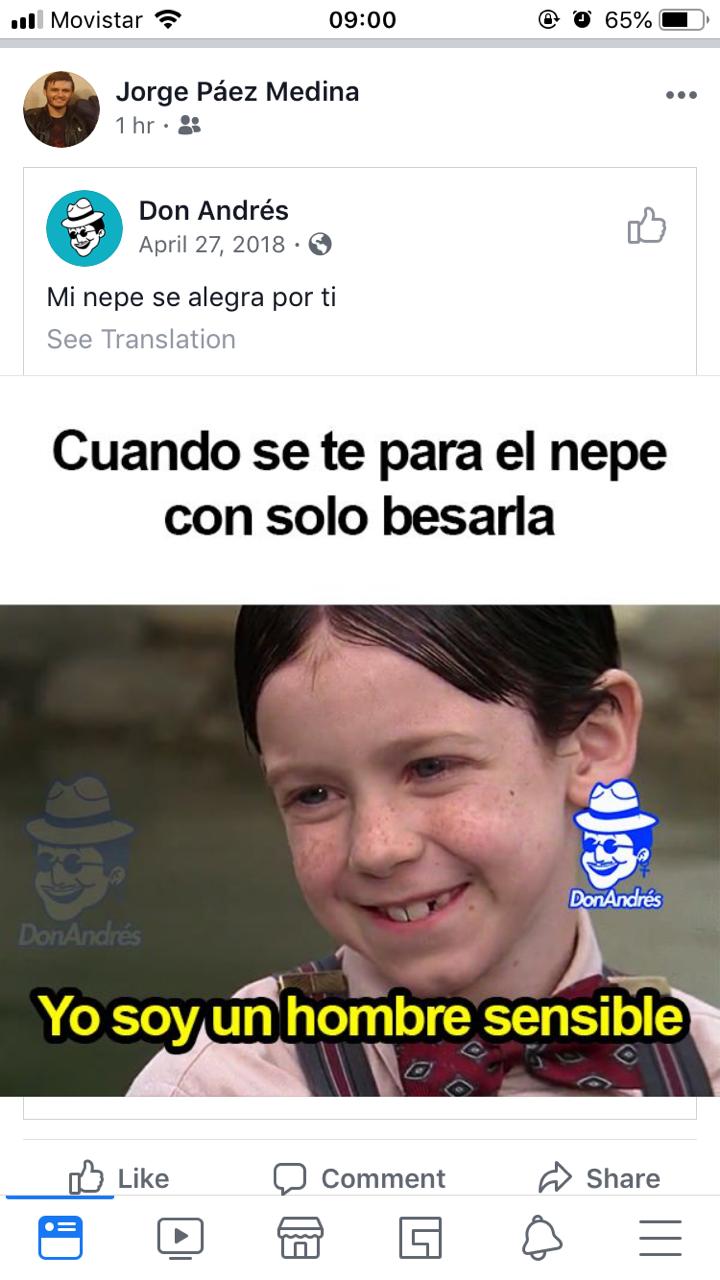 Movistar 09:00 65%
Jorge Páez Medina
1 hr ·
Don Andrés
April 27, 2018 ·
Mi nepe se alegra por ti
See Translation
Cuando se te para el nepe
con solo besarla
DonAndrés
DonAndrés
Yo soy un hombre sensible
Like Comment Share